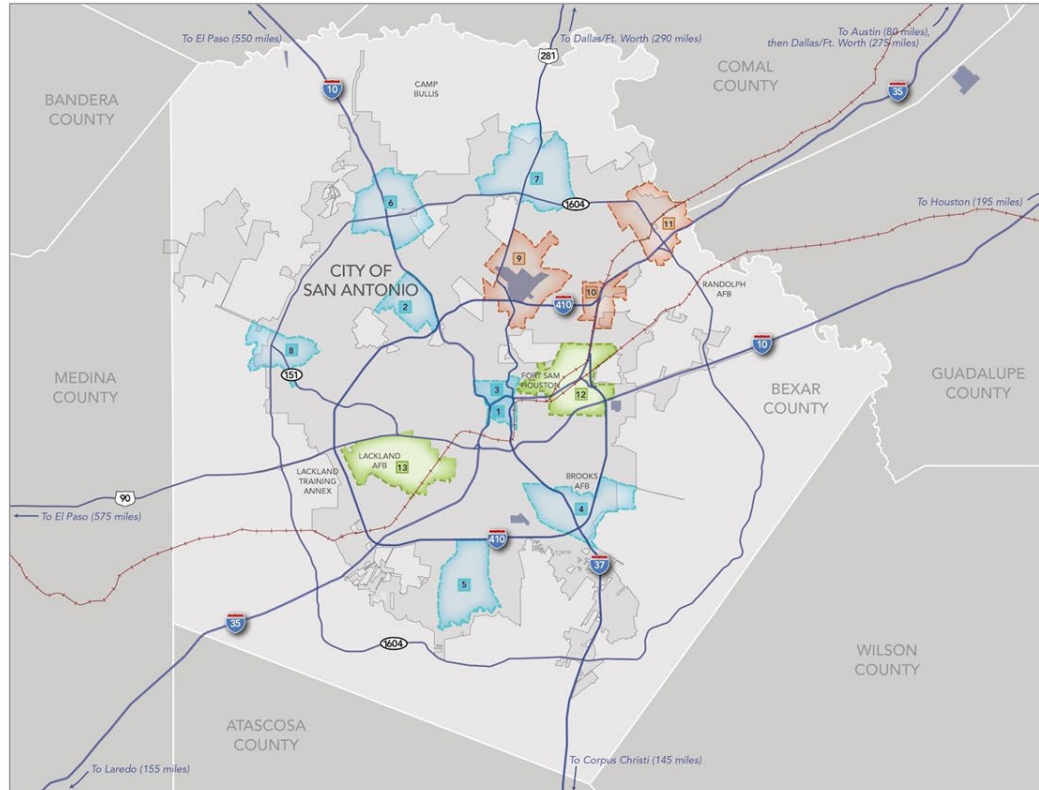 To El Paso (550 miles)
To Dallas/Ft. Worth (290 miles)
To Austin (80 miles),
then Dallas/Ft. Worth (275 miles)
281
COMAL
COUNTY
CAMP
BULLIS
10
35
BANDERA
COUNTY
7
6
1604
To Houston (195 miles)
11
9
CITY OF
SAN ANTONIO
RANDOLPH
AFB
10
2
410
10
8
151
FORT SAM
HOUSTON
MEDINA
COUNTY
GUADALUPE
COUNTY
BEXAR
COUNTY
3
12
1
LACKLAND
AFB
13
LACKLAND
TRAINING
ANNEX
BROOKS
AFB
90
4
To El Paso (575 miles)
410
37
5
35
1604
WILSON
COUNTY
ATASCOSA
COUNTY
To Laredo (155 miles)
To Corpus Christi (145 miles)